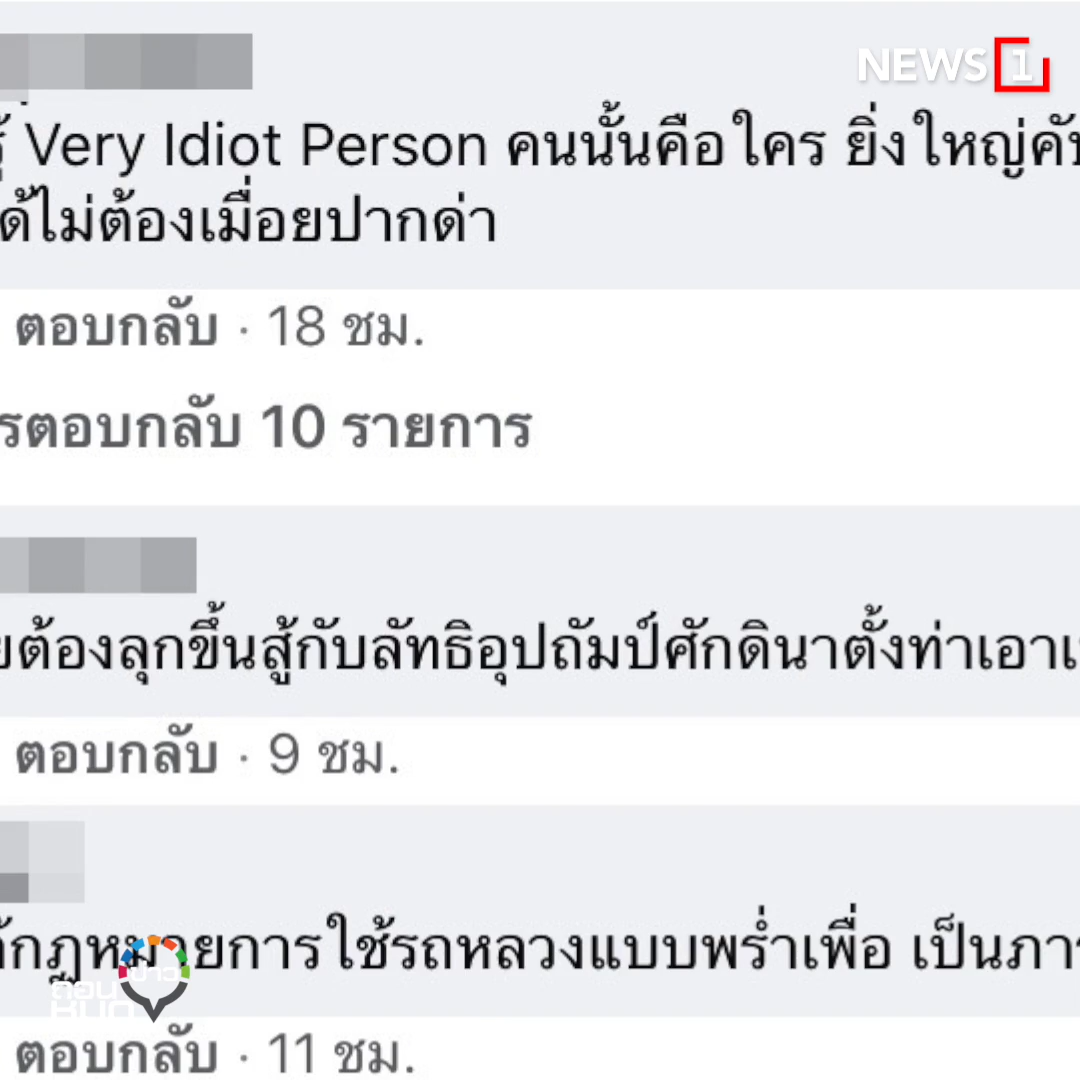 NEWS 1
รู้ Very Idiot Person คนนั้นคือใคร ยิ่งใหญ่คับ
ได้ไม่ต้องเมื่อยปากด่า
ตอบกลับ · 18 ชม.
รตอบกลับ 10 รายการ
ยต้องลุกขึ้นสู้กับลัทธิอุปถัมป์ศักดินาตั้งท่าเอา
ตอบกลับ · 9 ชม.
กฎหมายการใช้รถหลวงแบบพร่ำเพื่อ เป็นภา
ข่าว
ตอบกลับ · 11 ชม.